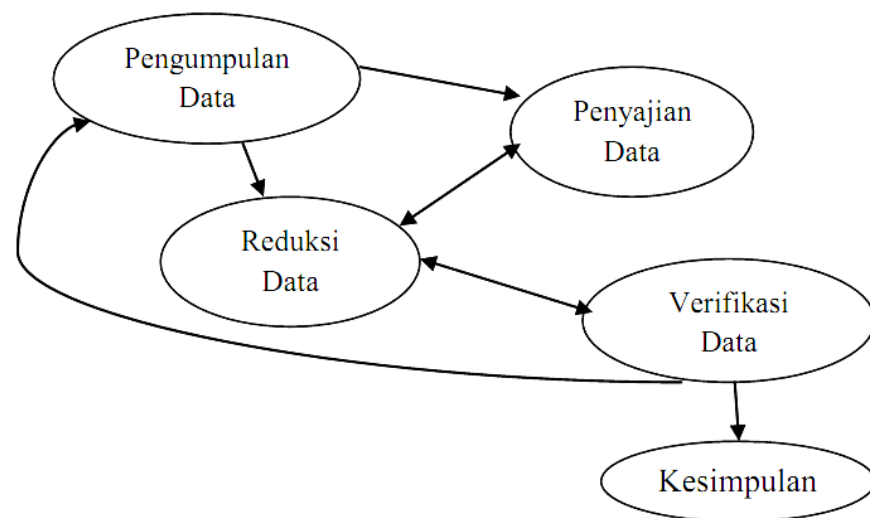 Pengumpulan
Data
Penyajian
Data
Reduksi
Data
Verifikasi
Data
Kesimpulan